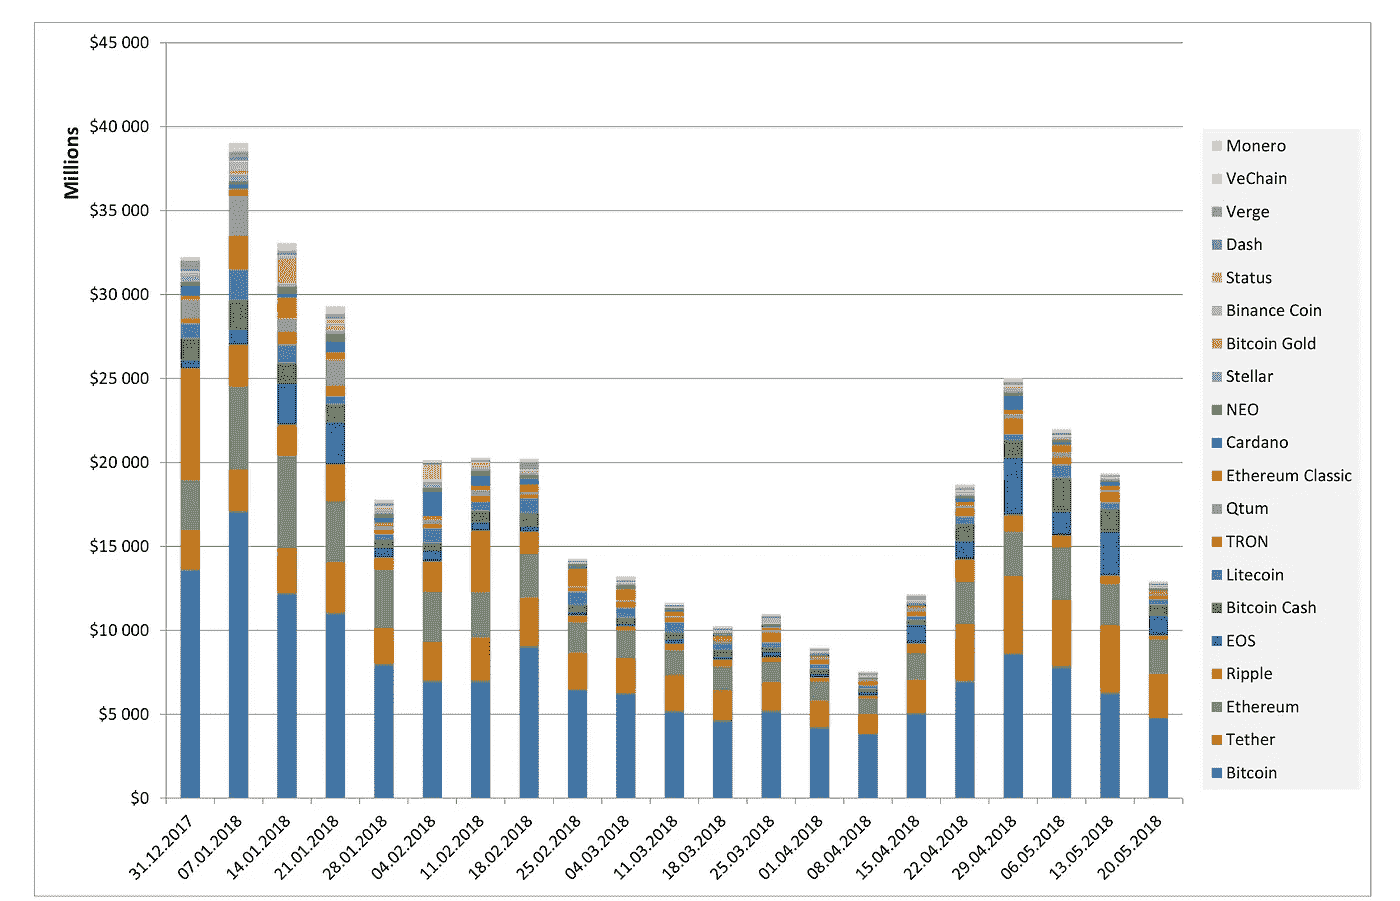 $45 000
$40 000
$35 000
$30 000
$25 000
$20 000
$15 000
$10 000
$5 000
$0
Millions
31.12.2017
07.01.2018
14.01.2018
21.01.2018
28.01.2018
04.02.2018
11.02.2018
18.02.2018
25.02.2018
04.03.2018
11.03.2018
18.03.2018
25.03.2018
01.04.2018
08.04.2018
15.04.2018
22.04.2018
29.04.2018
06.05.2018
13.05.2018
20.05.2018
Monero
VeChain
Verge
Dash
Status
Binance Coin
Bitcoin Gold
Stellar
NEO
Cardano
Ethereum Classic
Qtum
TRON
Litecoin
Bitcoin Cash
EOS
Ripple
Ethereum
Tether
Bitcoin